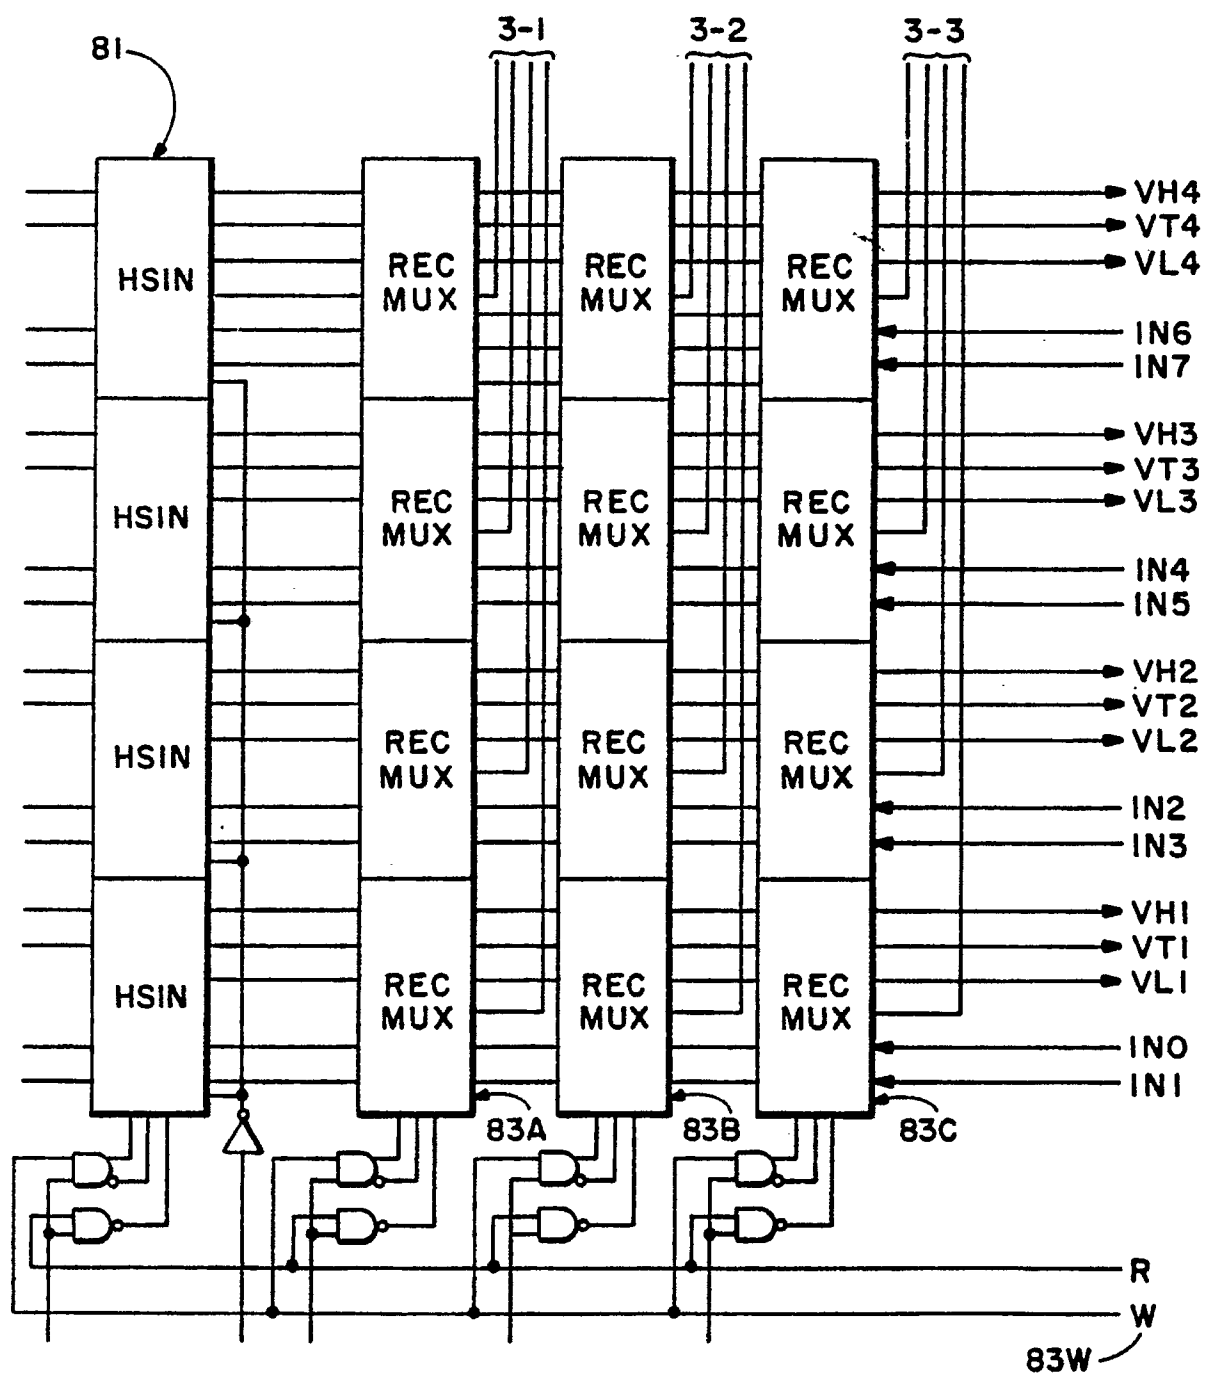 3-1
3-2
3-3
81
VH4
VT4
HSIN
REC MUX
REC MUX
REC MUX
VL4
IN6
IN7
VH3
VT3
HSIN
REC MUX
REC MUX
REC MUX
VL3
IN4
IN5
VH2
VT2
HSIN
REC MUX
REC MUX
REC MUX
VL2
IN2
IN3
VH1
VT1
HSIN
REC MUX
REC MUX
REC MUX
VL1
IN0
IN1
83A
83B
83C
R
W
83W